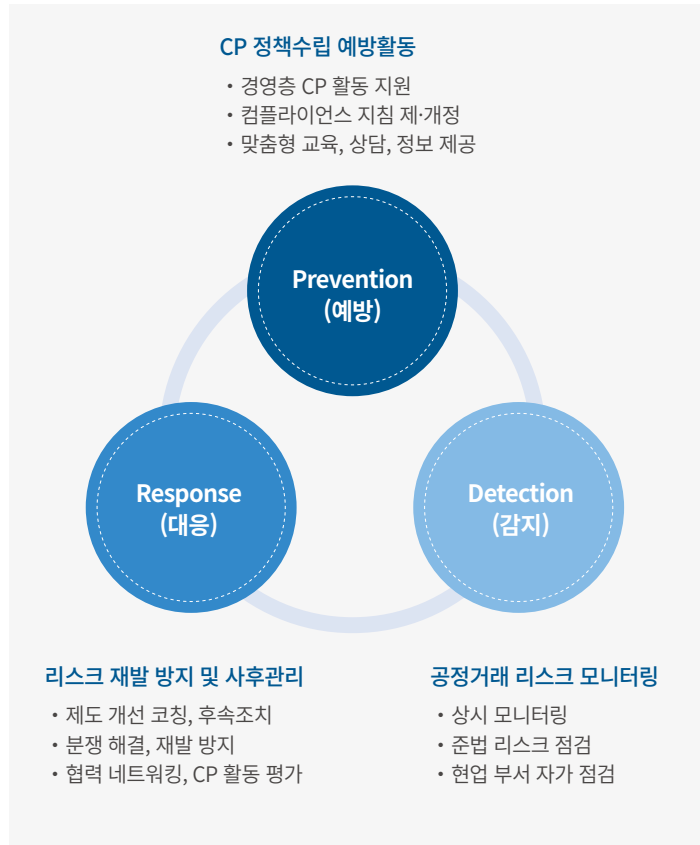 CP 정책수립 예방활동
• 경영층 CP 활동 지원
• 컴플라이언스 지침 제·개정
• 맞춤형 교육, 상담, 정보 제공
Prevention
(예방)
Response
(대응)
Detection
(감지)
리스크 재발 방지 및 사후관리
• 제도 개선 코칭, 후속조치
• 분쟁 해결, 재발 방지
• 협력 네트워킹, CP 활동 평가
공정거래 리스크 모니터링
• 상시 모니터링
• 준법 리스크 점검
• 현업 부서 자가 점검